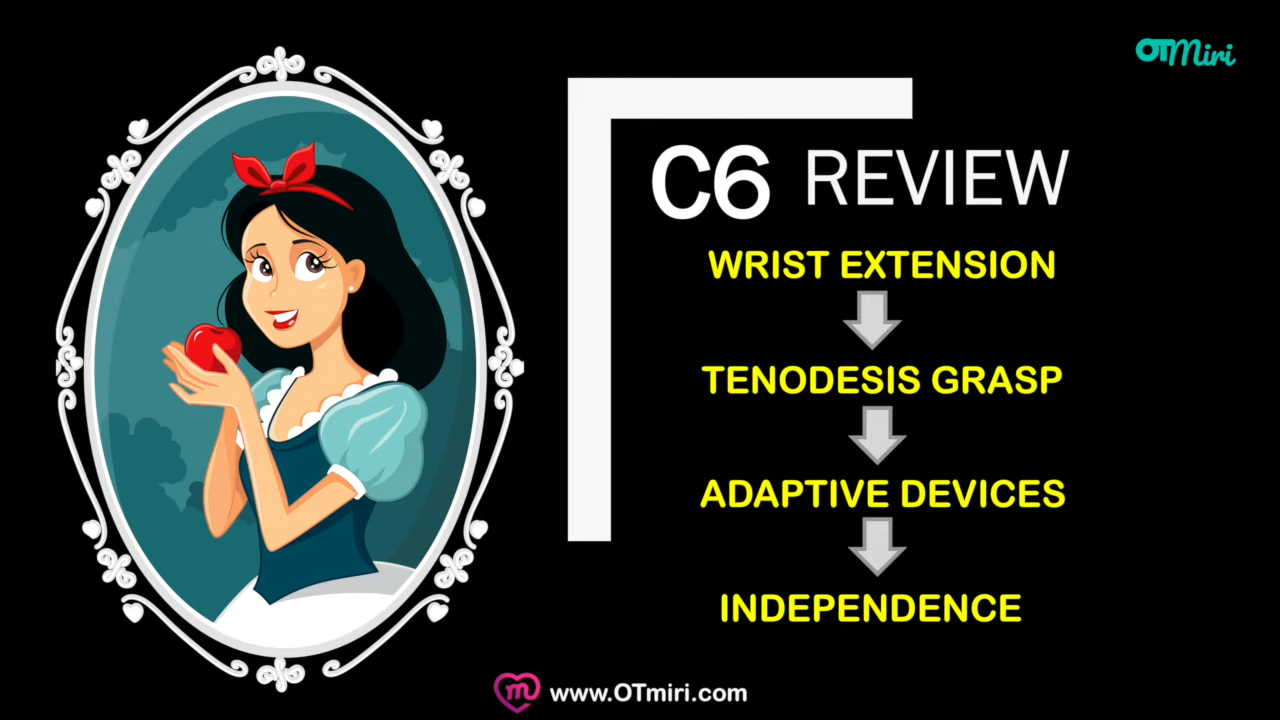 OTMiri
C6 REVIEW
WRIST EXTENSION
TENODESIS GRASP
ADAPTIVE DEVICES
INDEPENDENCE
m www.OTmiri.com